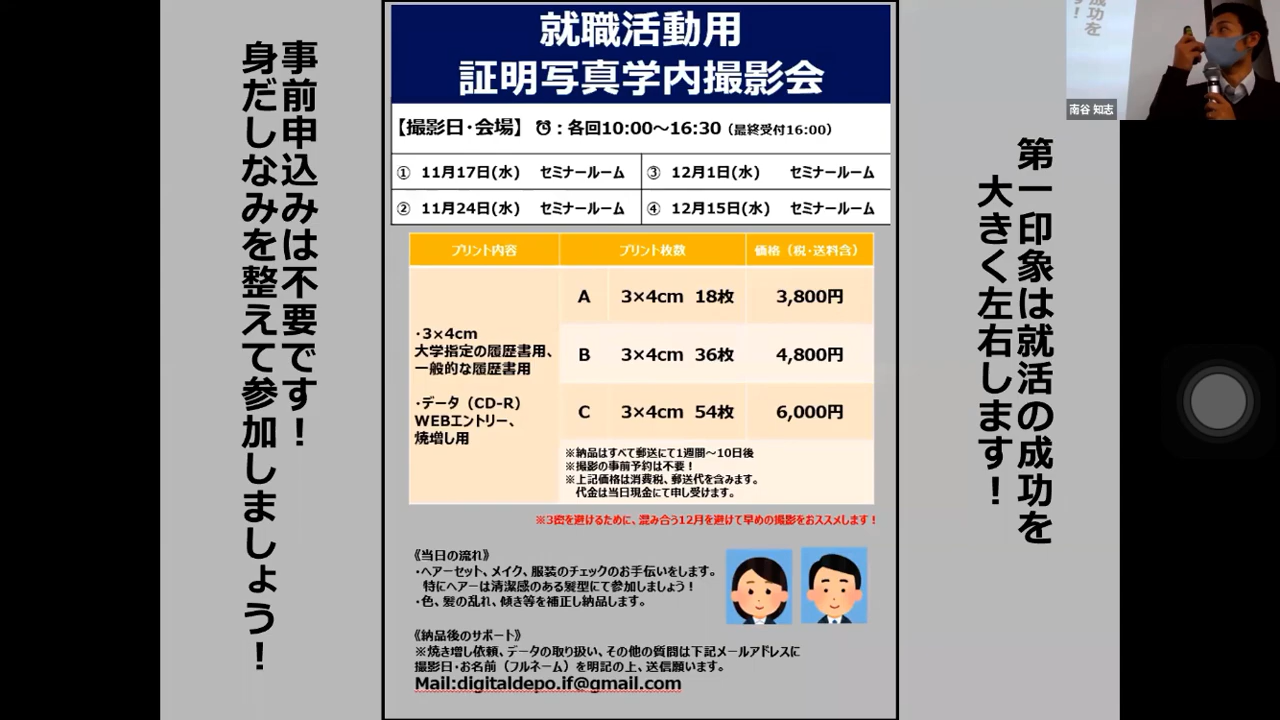 就職活動用
証明写真学内撮影会
【撮影日・会場】 ⏰:各回10:00～16:30（最終受付16:00）
① 11月17日(水) セミナールーム ③ 12月1日(水) セミナールーム
② 11月24日(水) セミナールーム ④ 12月15日(水) セミナールーム
プリント内容 プリント枚数 価格（税・送料含）
・3×4cm
大学指定の履歴書用、
一般的な履歴書用
・データ（CD-R）
WEBエントリー、
焼増し用
A 3×4cm 18枚 3,800円
B 3×4cm 36枚 4,800円
C 3×4cm 54枚 6,000円
※納品はすべて郵送にて1週間～10日後
※撮影の事前予約は不要！
※上記価格は消費税、郵送代を含みます。
代金は当日現金にて申し受けます。
※3密を避けるために、混み合う12月を避けて早めの撮影をおススメします！
《当日の流れ》
・ヘアーセット、メイク、服装のチェックのお手伝いをします。
特にヘアーは清潔感のある髪型にて参加しましょう！
・色、髪の乱れ、傾き等を補正し納品します。
《納品後のサポート》
※焼き増し依頼、データの取り扱い、その他の質問は下記メールアドレスに
撮影日・お名前（フルネーム）を明記の上、送信願います。
Mail:digitaldepo.if@gmail.com
第一印象は就活の成功を
大きく左右します！
事前申込みは不要です！
身だしなみを整えて参加しましょう！
成功を
す！
南谷 知志